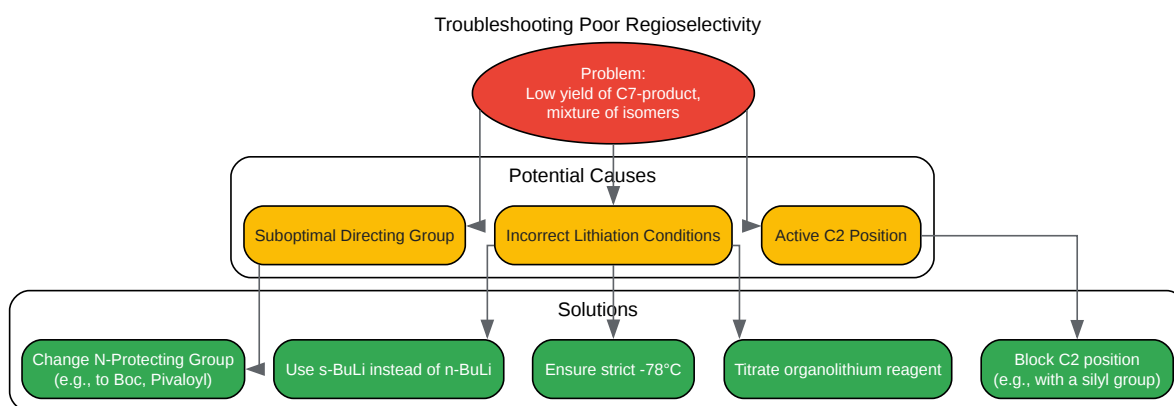 Troubleshooting Poor Regioselectivity
Problem:
Low yield of C7-product,
mixture of isomers
Potential Causes
Suboptimal Directing Group
Incorrect Lithiation Conditions
Active C2 Position
Solutions
Change N-Protecting Group
(e.g., to Boc, Pivaloyl)
Use s-BuLi instead of n-BuLi
Ensure strict -78°C
Titrate organolithium reagent
Block C2 position
(e.g., with a silyl group)